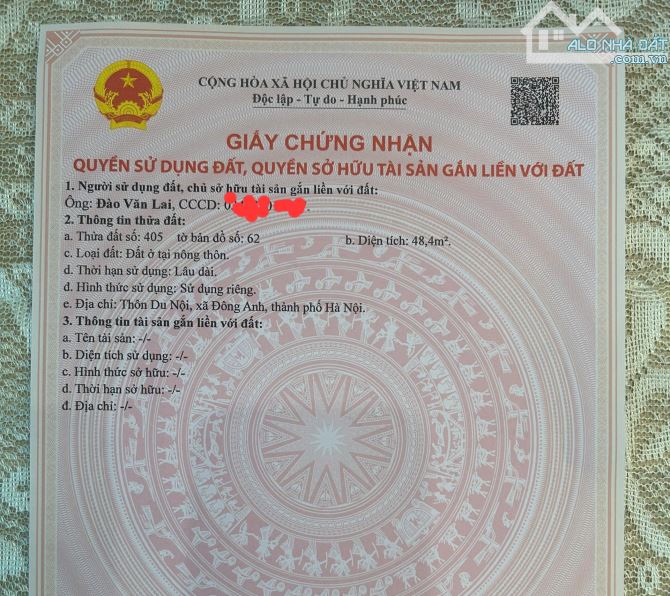 ALO NHÀ ĐẤT
.com.vn
CỘNG HÒA XÃ HỘI CHỦ NGHĨA VIỆT NAM
Độc lập - Tự do - Hạnh phúc
GIẤY CHỨNG NHẬN
QUYỀN SỬ DỤNG ĐẤT, QUYỀN SỞ HỮU TÀI SẢN GẮN LIỀN VỚI ĐẤT
1. Người sử dụng đất, chủ sở hữu tài sản gắn liền với đất:
Ông: Đào Văn Lai, CCCD:
2. Thông tin thửa đất:
a. Thửa đất số: 405 tờ bản đồ số: 62 b. Diện tích: 48,4m².
c. Loại đất: Đất ở tại nông thôn.
d. Thời hạn sử dụng: Lâu dài.
đ. Hình thức sử dụng: Sử dụng riêng.
e. Địa chỉ: Thôn Du Nội, xã Đông Anh, thành phố Hà Nội.
3. Thông tin tài sản gắn liền với đất:
a. Tên tài sản: -/-
b. Diện tích sử dụng: -/-
c. Hình thức sở hữu: -/-
d. Thời hạn sở hữu: -/-
đ. Địa chỉ: -/-